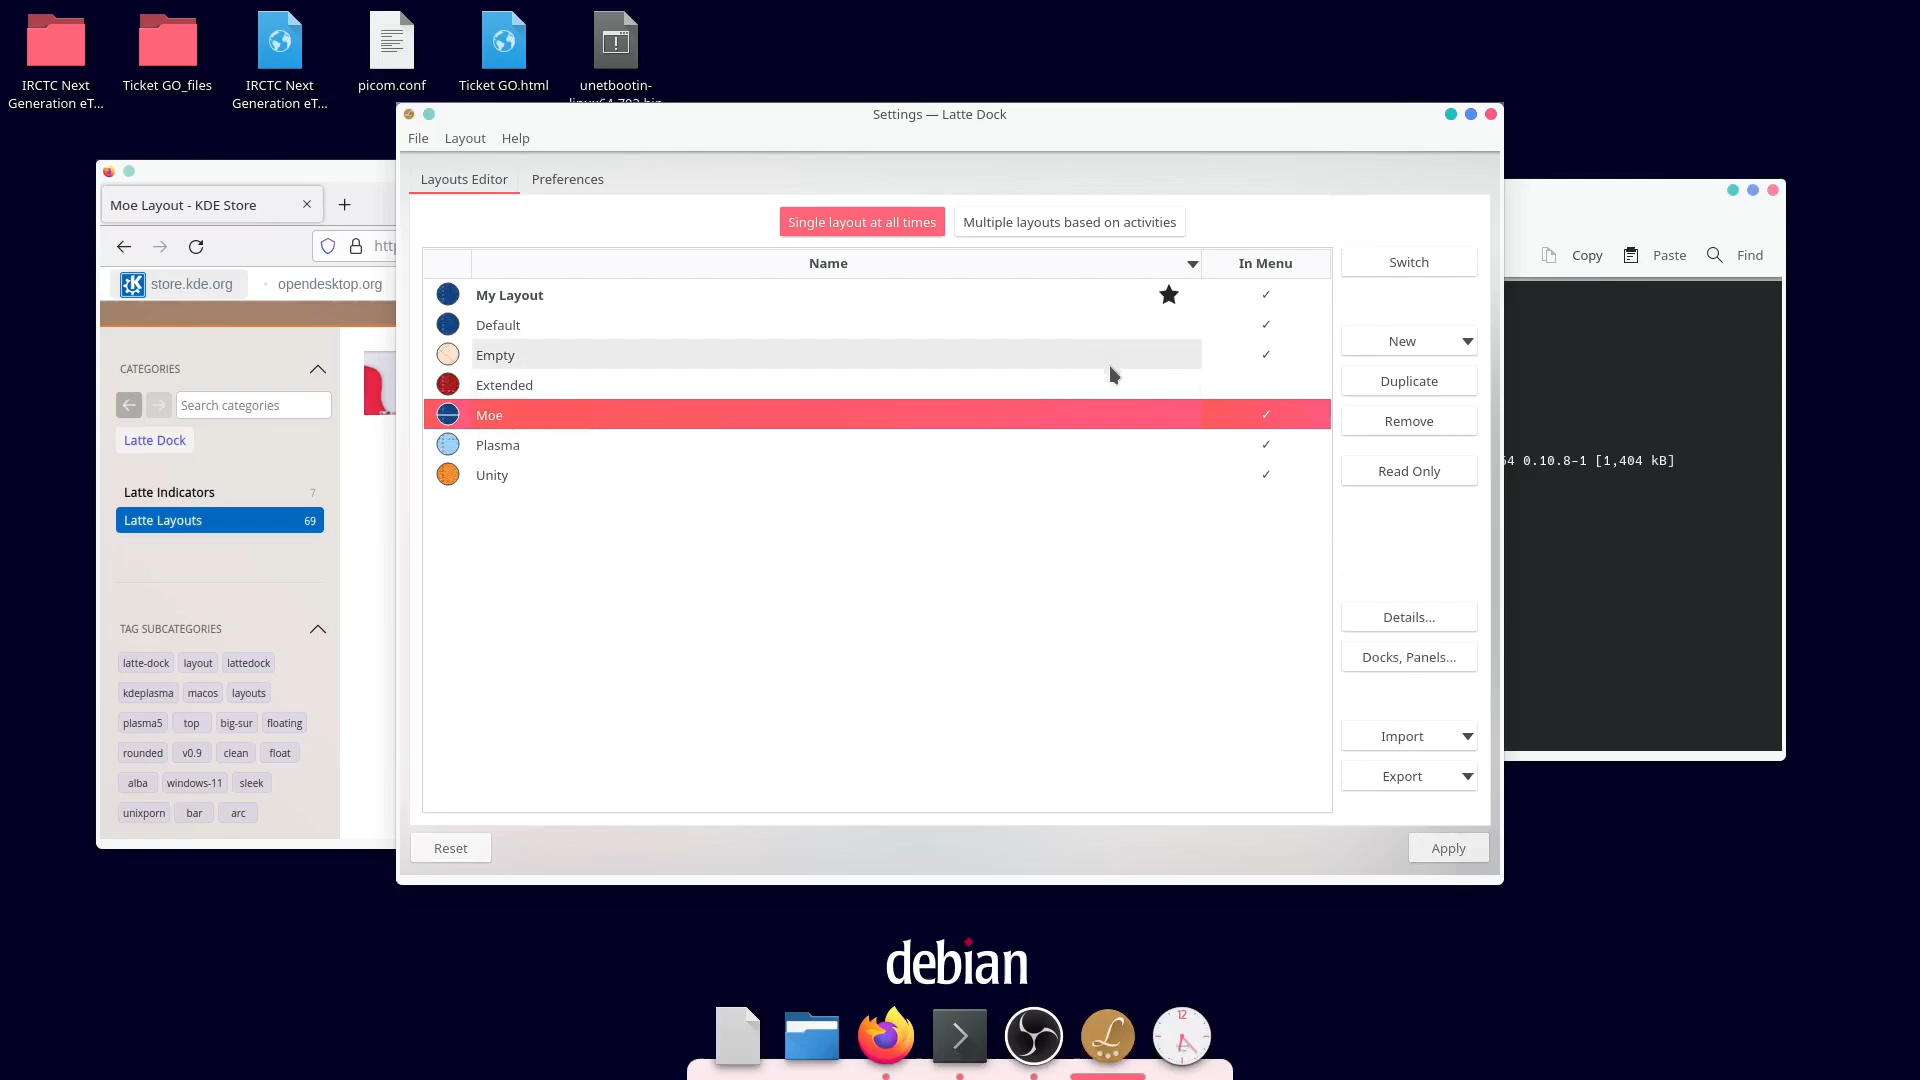 IRCTC Next
Generation eT...
Ticket GO_files
IRCTC Next
Generation eT...
picom.conf
Ticket GO.html
unetbootin-
Settings — Latte Dock
File Layout Help
Layouts Editor Preferences
Single layout at all times Multiple layouts based on activities
Name In Menu
My Layout ★ ✓
Default ✓
Empty ✓
Extended
Moe ✓
Plasma ✓
Unity ✓
Switch
New
Duplicate
Remove
Read Only
Details...
Docks, Panels...
Import
Export
Reset Apply
Moe Layout - KDE Store
store.kde.org
opendesktop.org
CATEGORIES
Search categories
Latte Dock
Latte Indicators 7
Latte Layouts 69
TAG SUBCATEGORIES
latte-dock layout lattedock
kdeplasma macos layouts
plasma5 top big-sur floating
rounded v0.9 clean float
alba windows-11 sleek
unixporn bar arc
Copy Paste Find
0.10.8-1 [1,404 kB]
debian
12